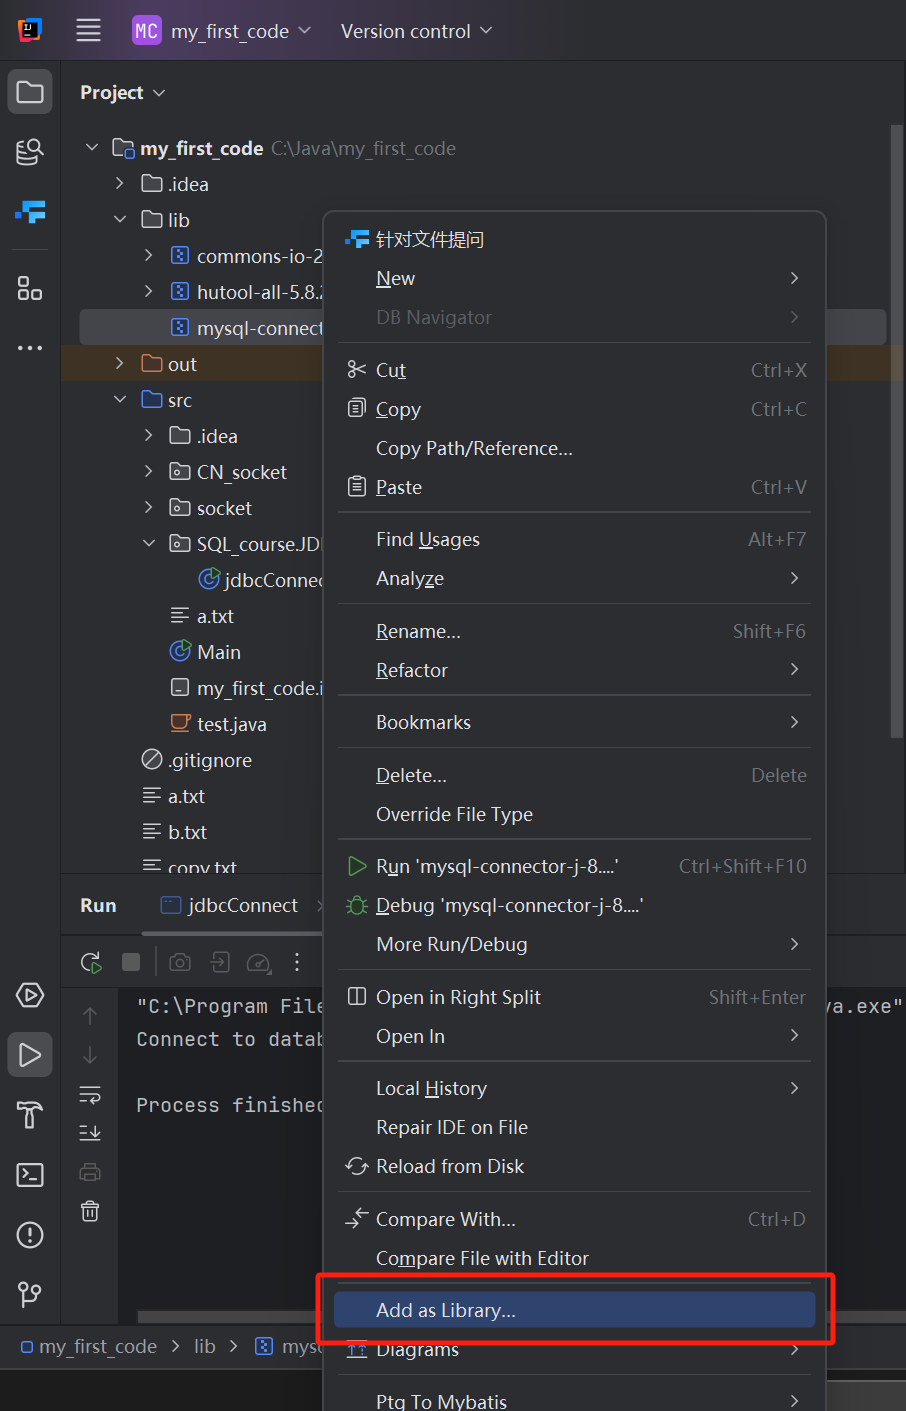 MC my_first_code Version control
Project
my_first_code C:\Java\my_first_code
.idea
lib
commons-io-2
hutool-all-5.8.2
mysql-connect
out
src
.idea
CN_socket
socket
SQL_course.JD
jdbcConnec
a.txt
Main
my_first_code.i
test.java
.gitignore
a.txt
b.txt
copy.txt
针对文件提问
New
DB Navigator
Cut Ctrl+X
Copy Ctrl+C
Copy Path/Reference...
Paste Ctrl+V
Find Usages Alt+F7
Analyze
Rename... Shift+F6
Refactor
Bookmarks
Delete... Delete
Override File Type
Run 'mysql-connector-j-8....' Ctrl+Shift+F10
Debug 'mysql-connector-j-8....'
More Run/Debug
Open in Right Split Shift+Enter
Open In
Local History
Repair IDE on File
Reload from Disk
Compare With... Ctrl+D
Compare File with Editor
Add as Library...
Diagrams
Ptg To Mybatis
Run jdbcConnect
"C:\Program File va.exe"
Connect to datab
Process finished
my_first_code lib mys